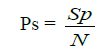 Ps = Sp/N